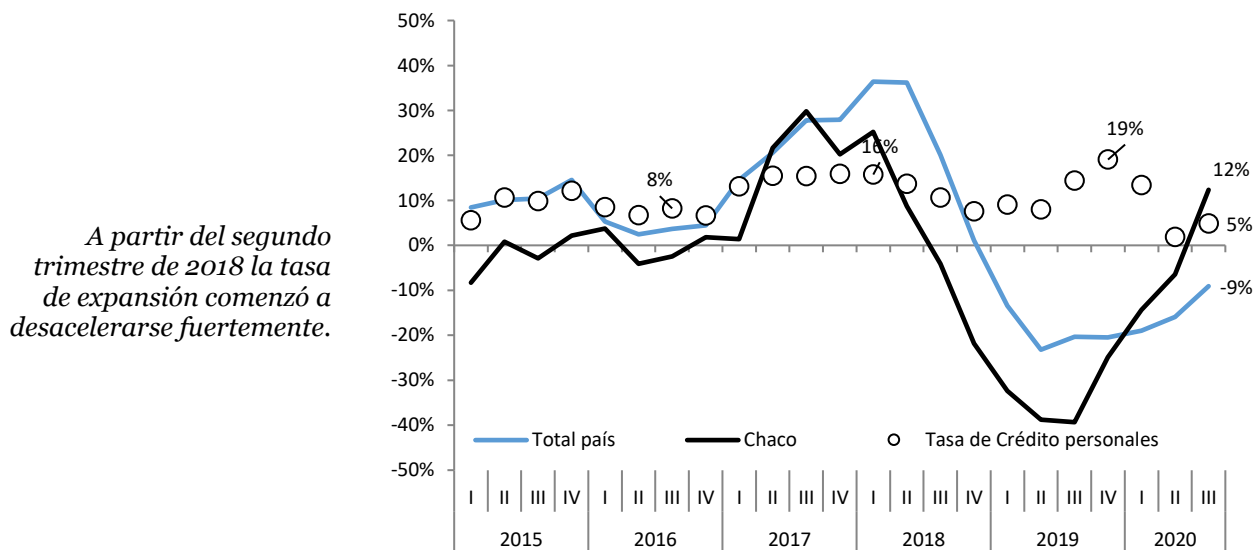 A partir del segundo
trimestre de 2018 la tasa
de expansión comenzó a
desacelerarse fuertemente.
50%
40%
30%
20%
10%
0%
-10%
-20%
-30%
-40%
-50%
8%
16%
19%
12%
5%
-9%
Total país Chaco Tasa de Crédito personales
I II III IV I II III IV I II III IV I II III IV I II III IV I II III
2015 2016 2017 2018 2019 2020